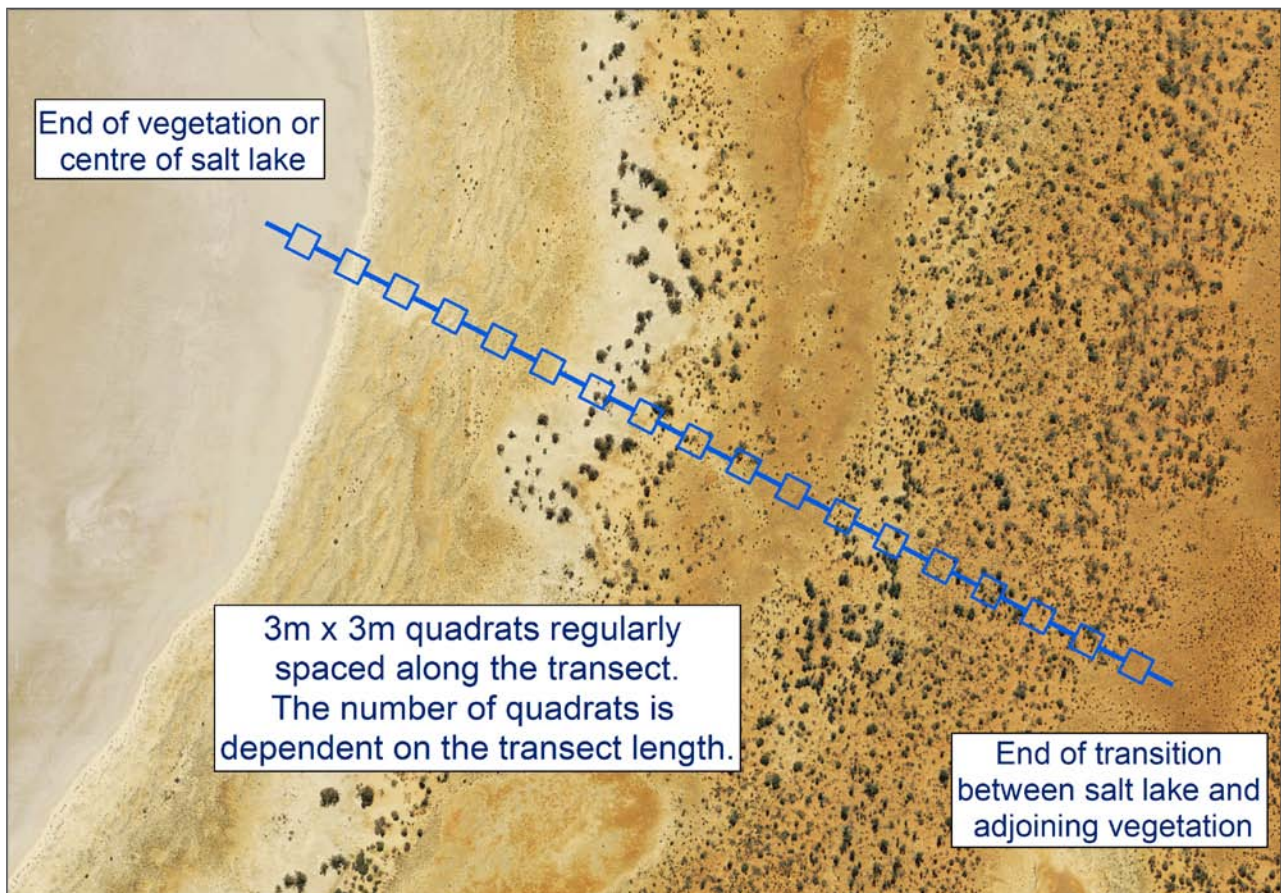 End of vegetation or
centre of salt lake
3m x 3m quadrats regularly
spaced along the transect.
The number of quadrats is
dependent on the transect length.
End of transition
between salt lake and
adjoining vegetation